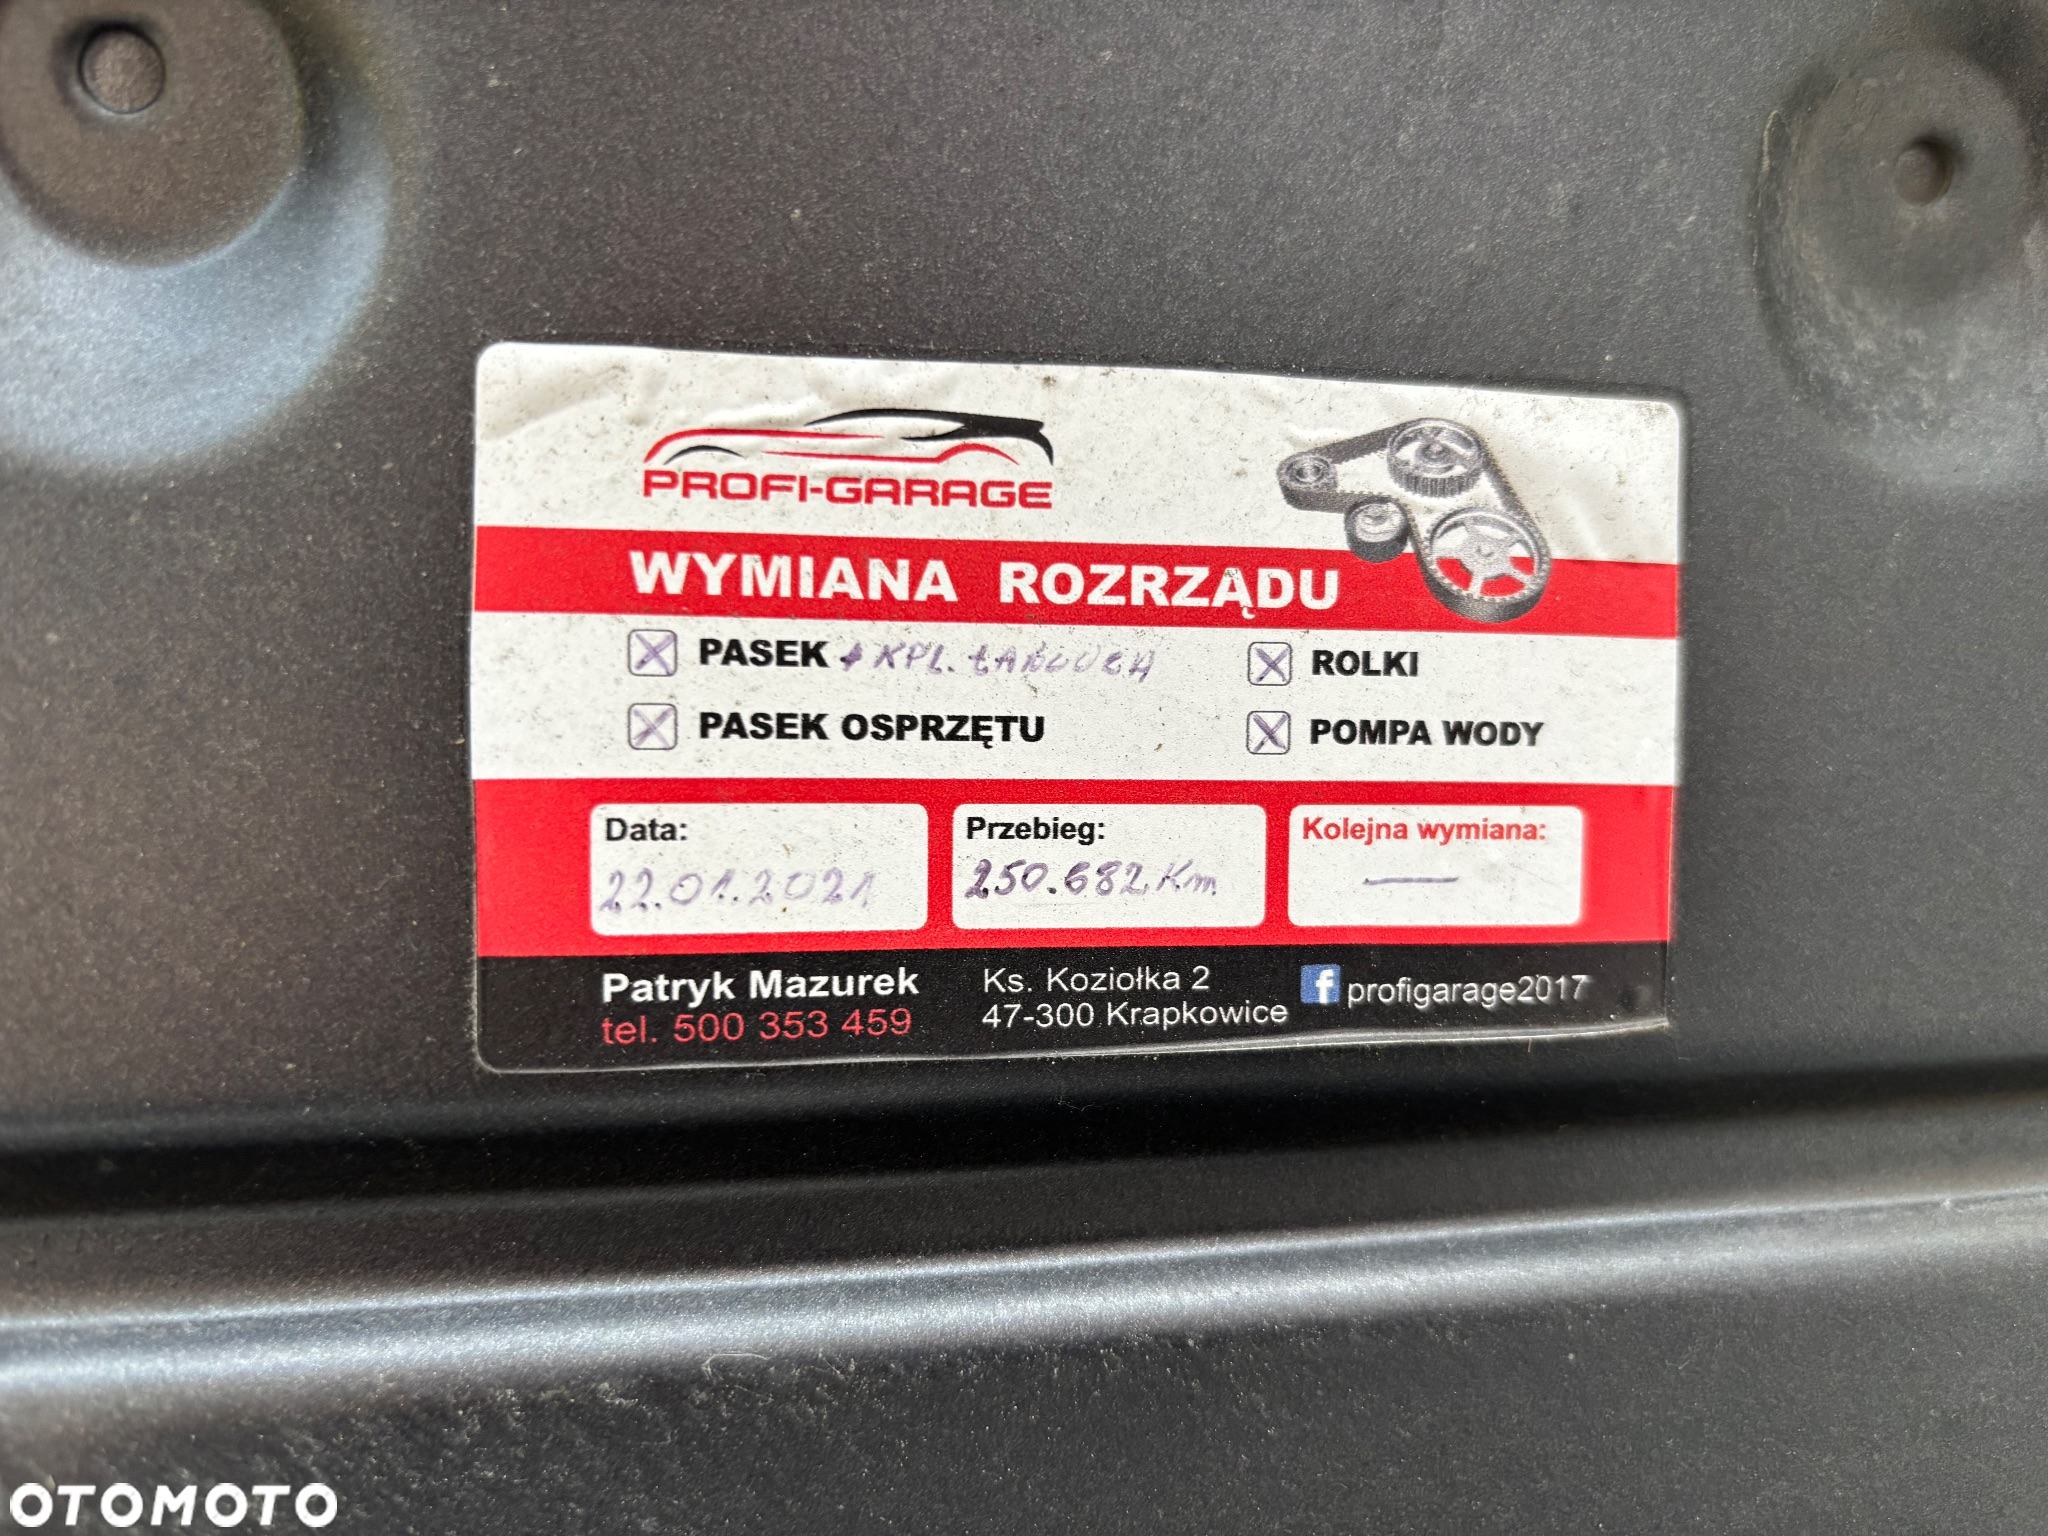 PROFI-GARAGE
WYMIANA ROZRZĄDU
PASEK + KPL. ŁAŃCUCHA
ROLKI
PASEK OSPRZĘTU
POMPA WODY
Data:
22.01.2021
Przebieg:
250.682 Km
Kolejna wymiana:
—
Patryk Mazurek
tel. 500 353 459
Ks. Koziołka 2
47-300 Krapkowice
f profigarage2017
OTOMOTO